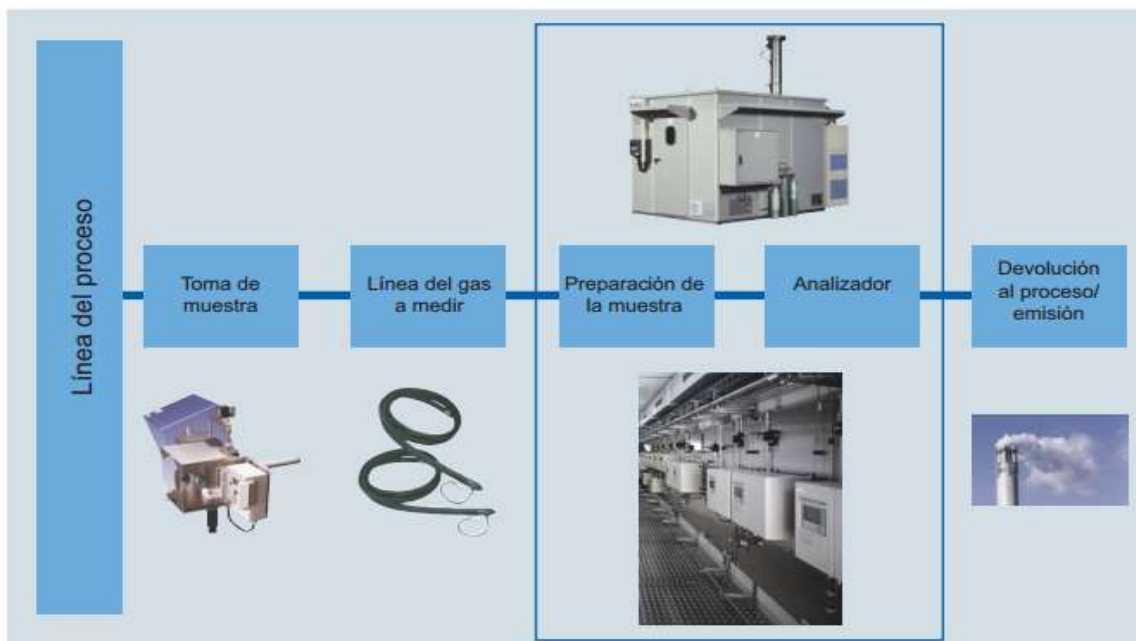 Línea del proceso
Toma de
muestra
Línea del gas
a medir
Preparación de
la muestra
Analizador
Devolución
al proceso/
emisión